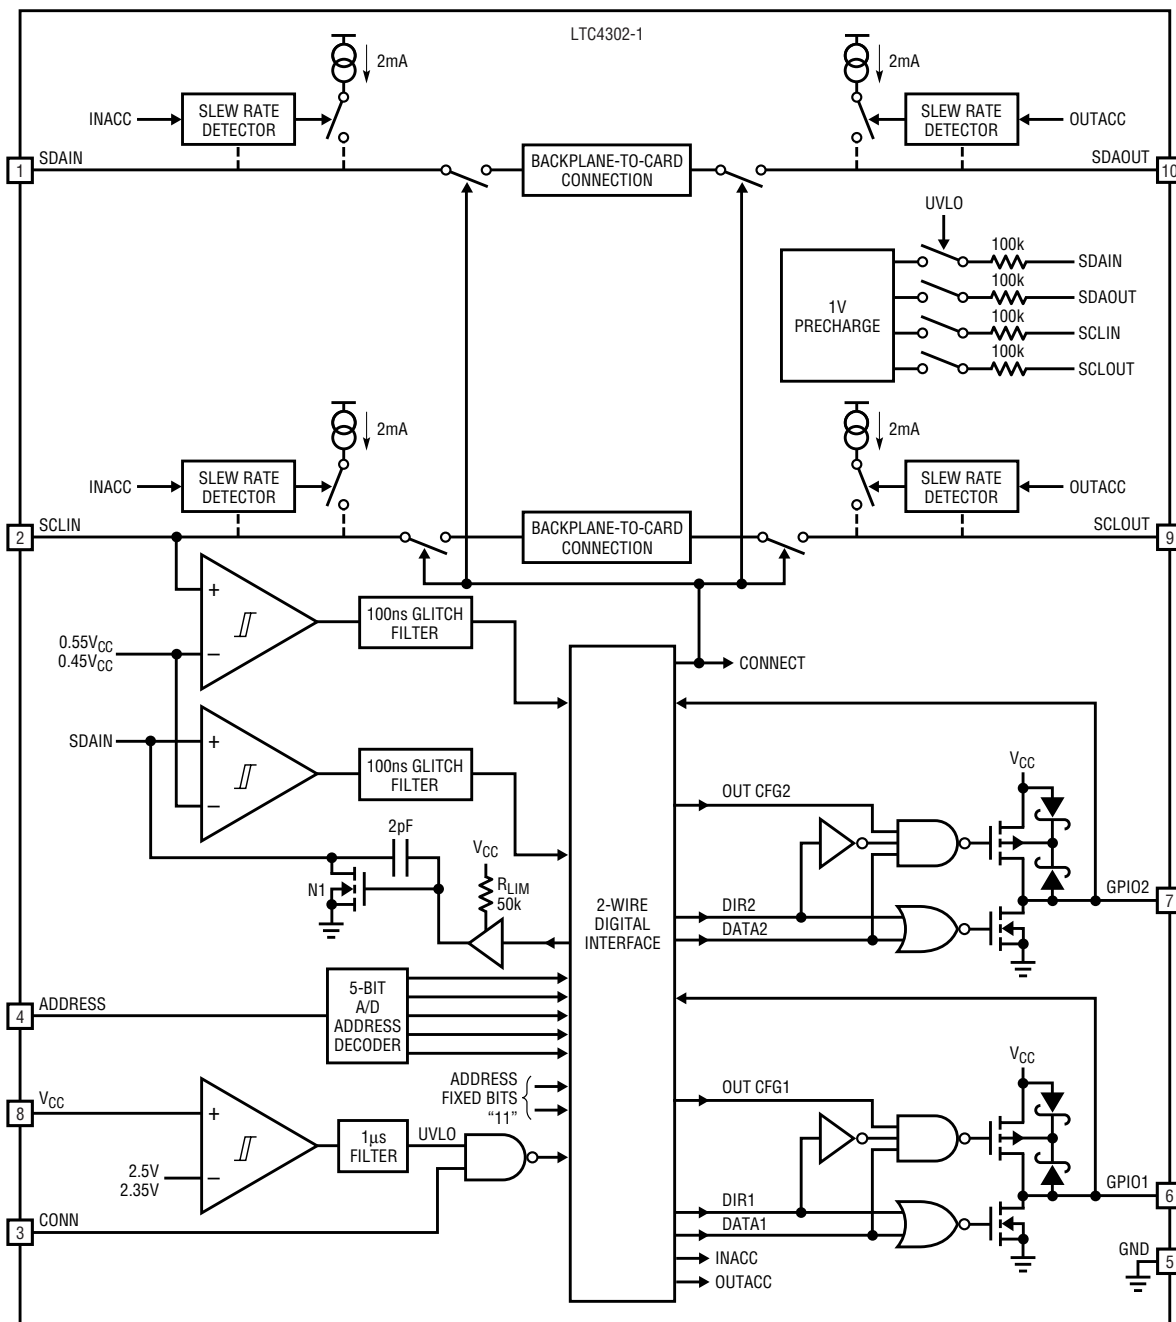 LTC4302-1
2mA
2mA
INACC
SLEW RATE
DETECTOR
SLEW RATE
DETECTOR
OUTACC
1
SDAIN
BACKPLANE-TO-CARD
CONNECTION
SDAOUT
10
UVLO
1V
PRECHARGE
100k
SDAIN
100k
SDAOUT
100k
SCLIN
100k
SCLOUT
2mA
2mA
INACC
SLEW RATE
DETECTOR
SLEW RATE
DETECTOR
OUTACC
2
SCLIN
BACKPLANE-TO-CARD
CONNECTION
SCLOUT
9
+
–
0.55VCC
0.45VCC
100ns GLITCH
FILTER
CONNECT
SDAIN
+
–
100ns GLITCH
FILTER
2pF
N1
VCC
RLIM
50k
2-WIRE
DIGITAL
INTERFACE
OUT CFG2
VCC
DIR2
DATA2
GPIO2
7
4
ADDRESS
5-BIT
A/D
ADDRESS
DECODER
ADDRESS
FIXED BITS
“11”
8
VCC
+
–
2.5V
2.35V
1µs
FILTER
UVLO
3
CONN
OUT CFG1
VCC
DIR1
DATA1
GPIO1
6
INACC
OUTACC
GND
5